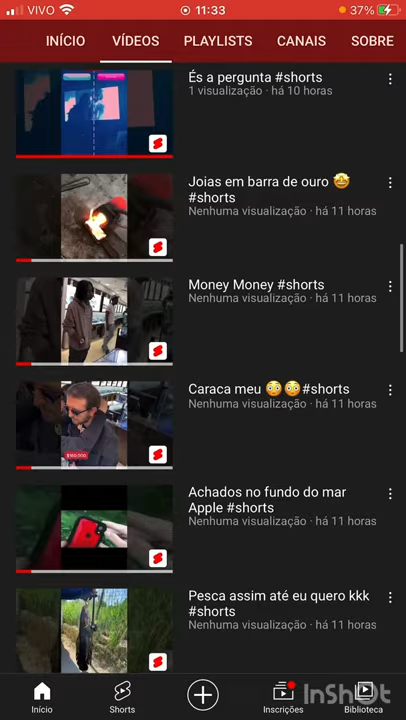 VIVO 11:33 37%
INÍCIO VÍDEOS PLAYLISTS CANAIS SOBRE
És a pergunta #shorts
1 visualização · há 10 horas
Joias em barra de ouro 🤩
#shorts
Nenhuma visualização · há 11 horas
Money Money #shorts
Nenhuma visualização · há 11 horas
Caraca meu 😳😳#shorts
Nenhuma visualização · há 11 horas
$160,000
Achados no fundo do mar
Apple #shorts
Nenhuma visualização · há 11 horas
Pesca assim até eu quero kkk
#shorts
Nenhuma visualização · há 11 horas
Início Shorts Inscrições Biblioteca
InShot